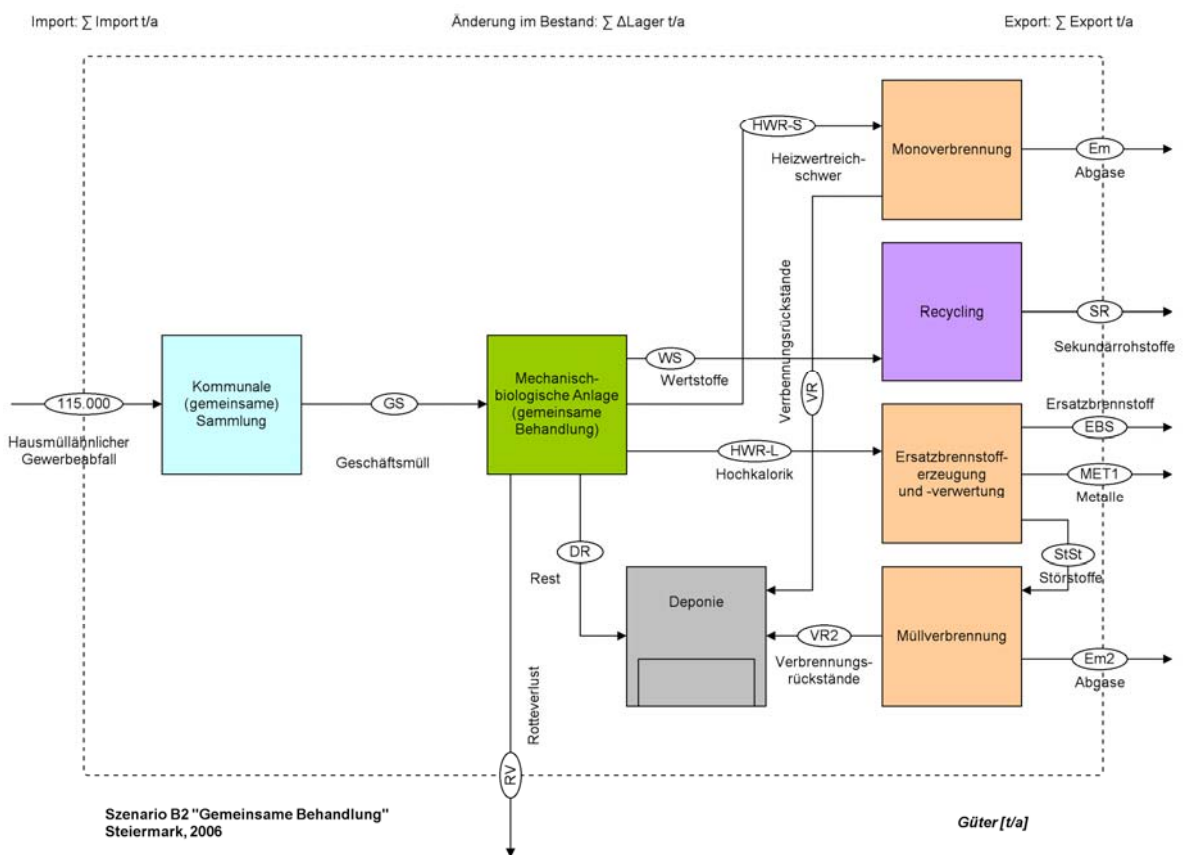 Import: ∑ Import t/a
Änderung im Bestand: ∑ ΔLager t/a
Export: ∑ Export t/a
HWR-S
Heizwertreich-
schwer
Monoverbrennung
Em
Abgase
Verrbennungsrückstände
VR
Recycling
SR
Sekundärrohstoffe
115.000
Hausmüllähnlicher
Gewerbeabfall
Kommunale
(gemeinsame)
Sammlung
GS
Geschäftsmüll
Mechanisch-
biologische Anlage
(gemeinsame
Behandlung)
WS
Wertstoffe
HWR-L
Hochkalorik
Ersatzbrennstoff-
erzeugung
und -verwertung
Ersatzbrennstoff
EBS
MET1
Metalle
StSt
Störstoffe
DR
Rest
Deponie
VR2
Verbrennungs-
rückstände
Müllverbrennung
Em2
Abgase
Rotteverlust
RV
Szenario B2 "Gemeinsame Behandlung"
Steiermark, 2006
Güter [t/a]